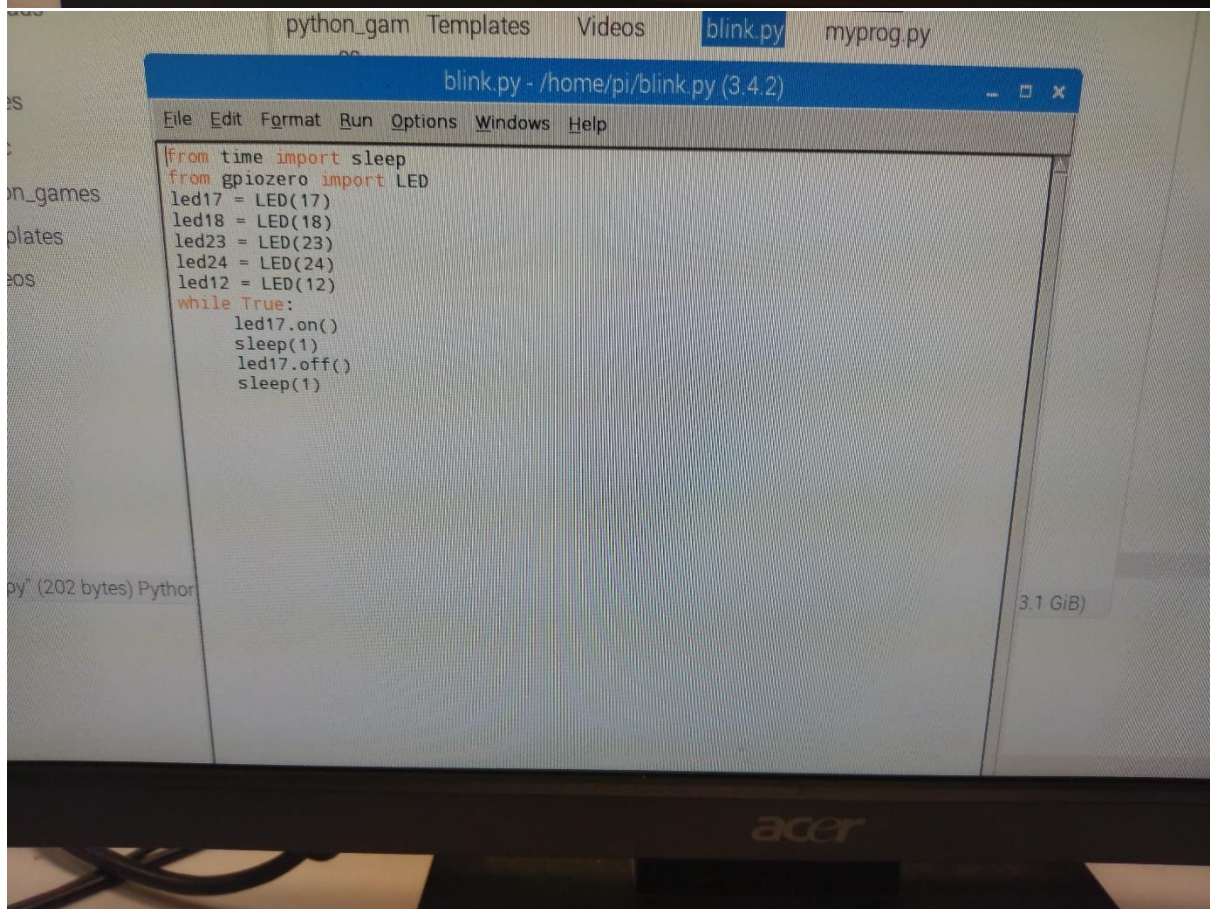 python_gam Templates Videos blink.py myprog.py
blink.py - /home/pi/blink.py (3.4.2)
File Edit Format Run Options Windows Help
from time import sleep
from gpiozero import LED
led17 = LED(17)
led18 = LED(18)
led23 = LED(23)
led24 = LED(24)
led12 = LED(12)
while True:
led17.on()
sleep(1)
led17.off()
sleep(1)
on_games
plates
eos
py" (202 bytes) Python
3.1 GiB)
acer